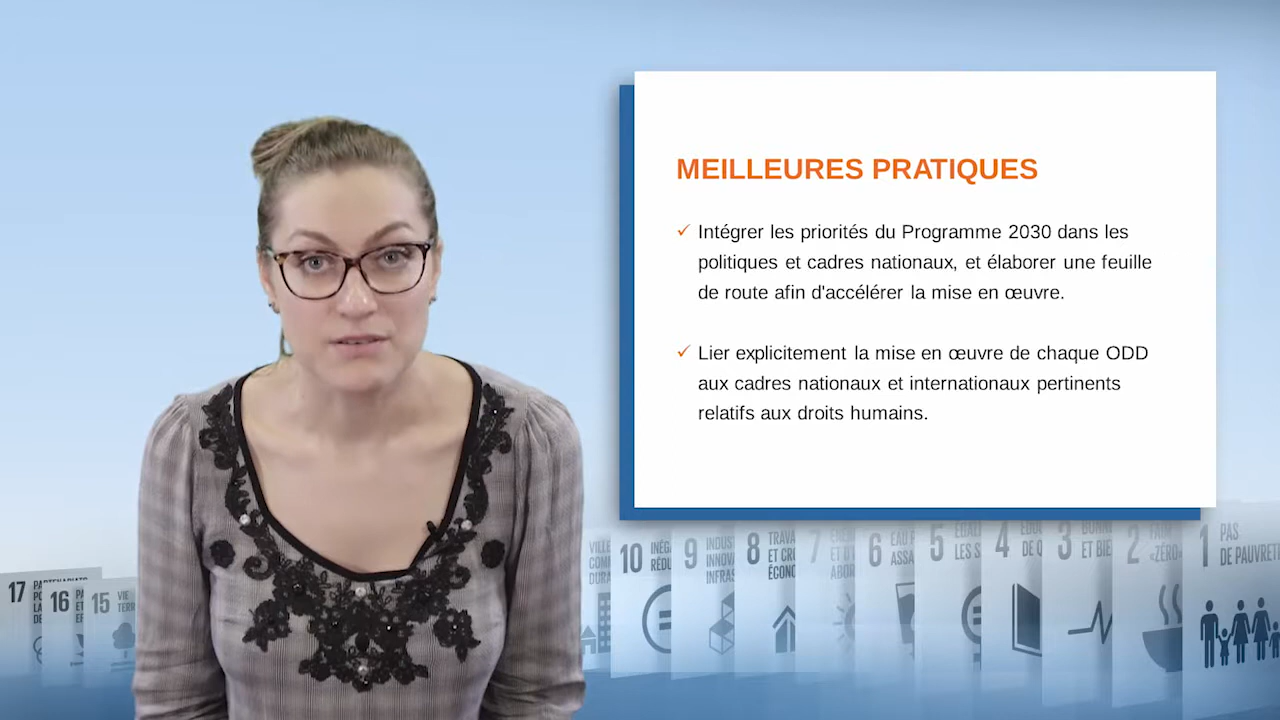 MEILLEURES PRATIQUES
✓ Intégrer les priorités du Programme 2030 dans les
politiques et cadres nationaux, et élaborer une feuille
de route afin d'accélérer la mise en œuvre.
✓ Lier explicitement la mise en œuvre de chaque ODD
aux cadres nationaux et internationaux pertinents
relatifs aux droits humains.
17
16
15 VIE
10
9
8
7
6
5
4
3
2
1 PAS
DE PAUVRET